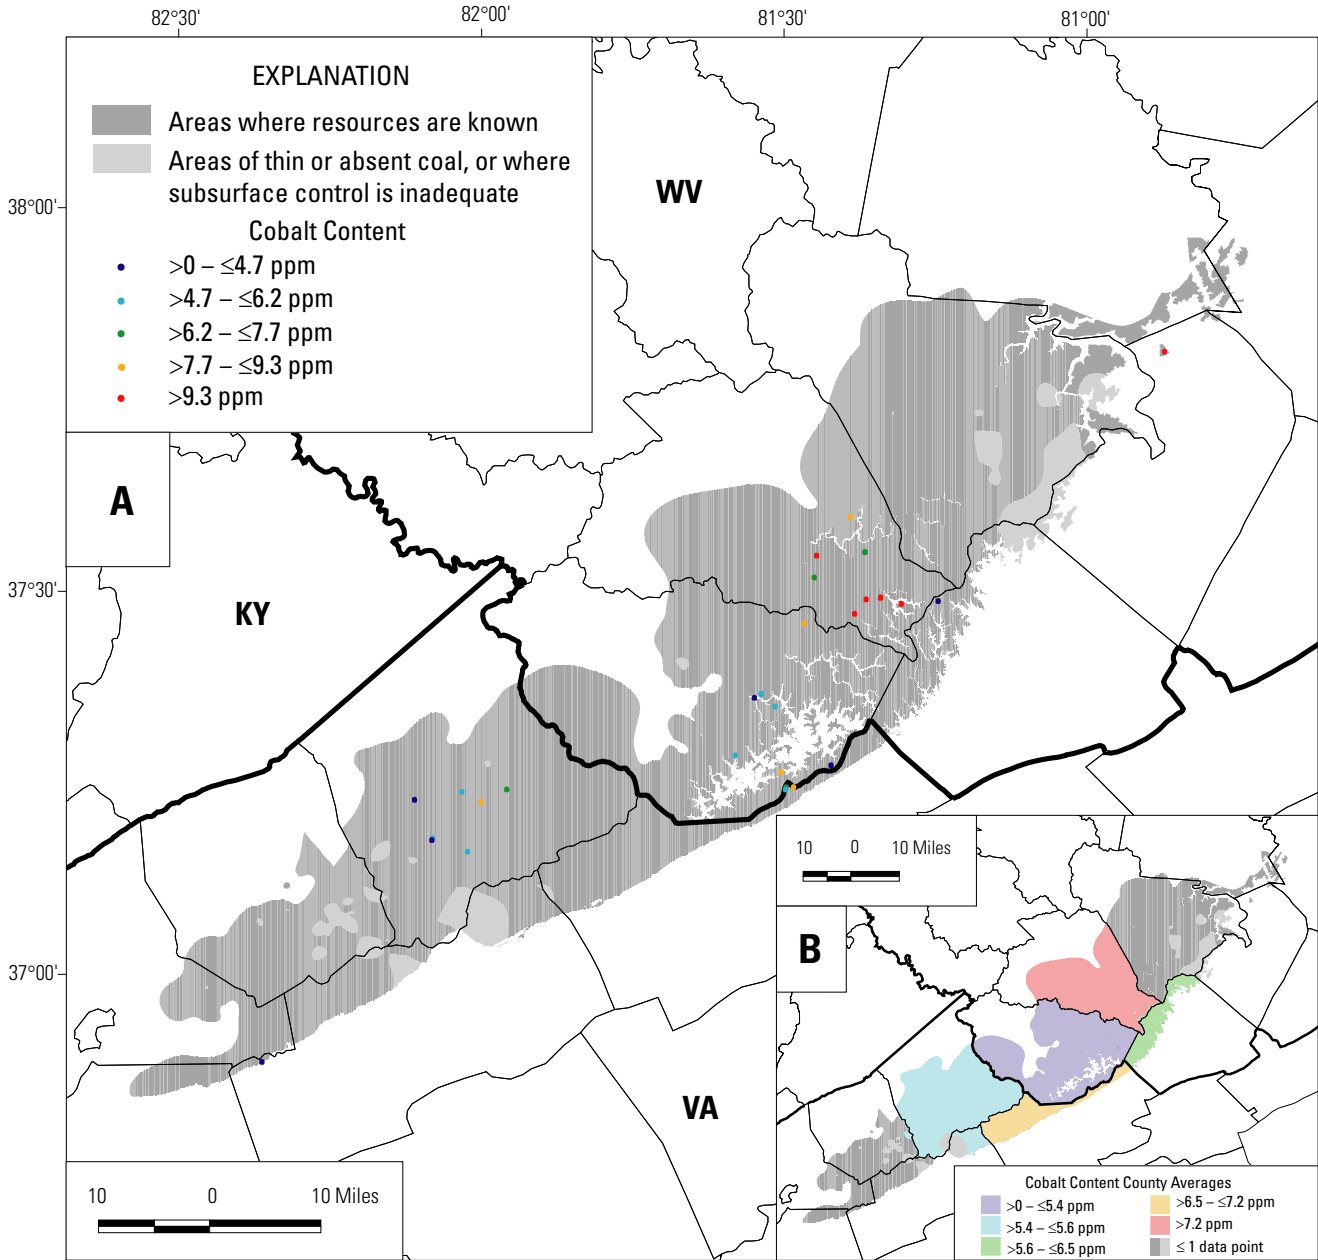 82°30'
82°00'
81°30'
81°00'
EXPLANATION
Areas where resources are known
Areas of thin or absent coal, or where
subsurface control is inadequate
Cobalt Content
>0 – ≤4.7 ppm
>4.7 – ≤6.2 ppm
>6.2 – ≤7.7 ppm
>7.7 – ≤9.3 ppm
>9.3 ppm
38°00'
WV
A
37°30'
KY
37°00'
VA
10 0 10 Miles
10 0 10 Miles
B
Cobalt Content County Averages
>0 – ≤5.4 ppm
>5.4 – ≤5.6 ppm
>5.6 – ≤6.5 ppm
>6.5 – ≤7.2 ppm
>7.2 ppm
≤ 1 data point